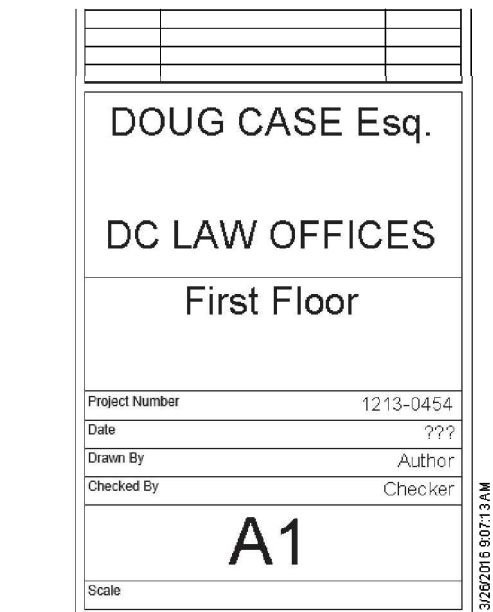 DOUG CASE Esq.
DC LAW OFFICES
First Floor
Project Number 1213-0454
Date ???
Drawn By Author
Checked By Checker
A1
Scale
3/26/2016 9:07:13 AM